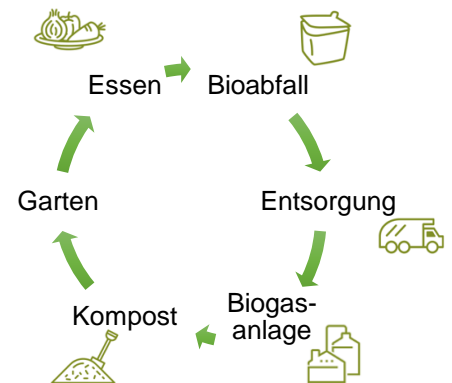 Essen
Bioabfall
Entsorgung
Biogas-
anlage
Kompost
Garten